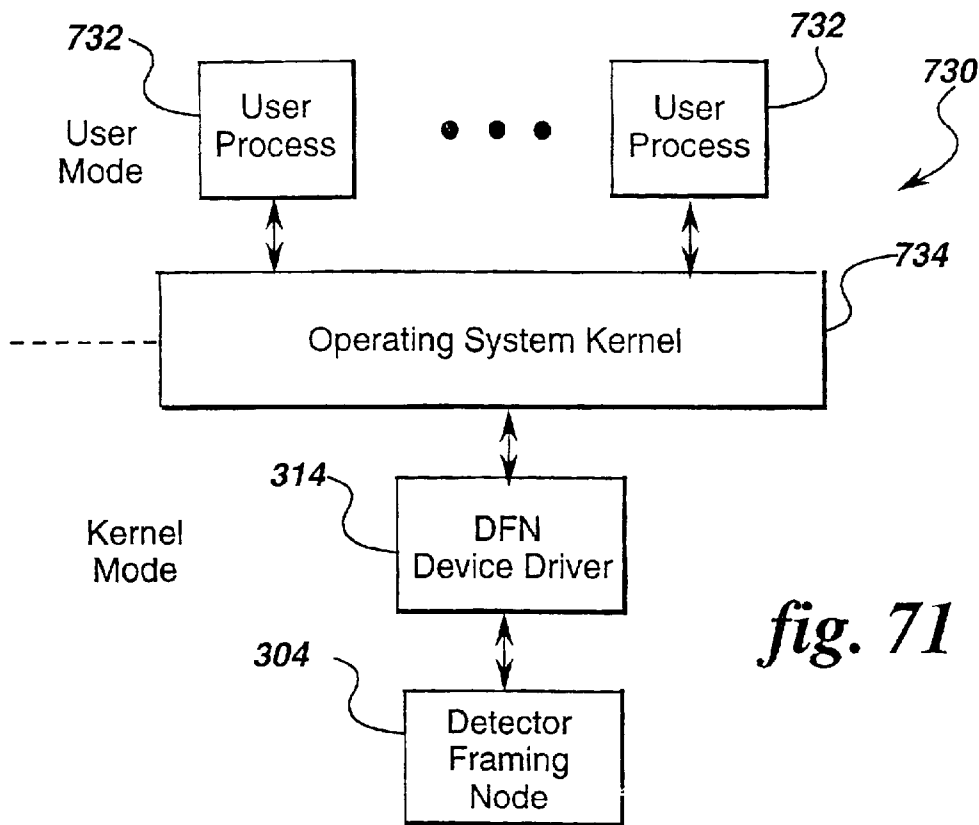 732
732
730
User
Process
User
Process
User
Mode
734
Operating System Kernel
314
DFN
Device Driver
Kernel
Mode
fig. 71
304
Detector
Framing
Node